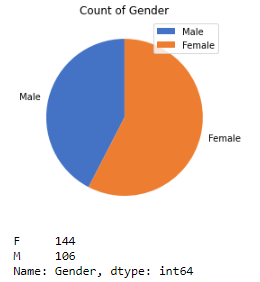 Count of Gender
Male
Female
Male
Female
F     144
M     106
Name: Gender, dtype: int64